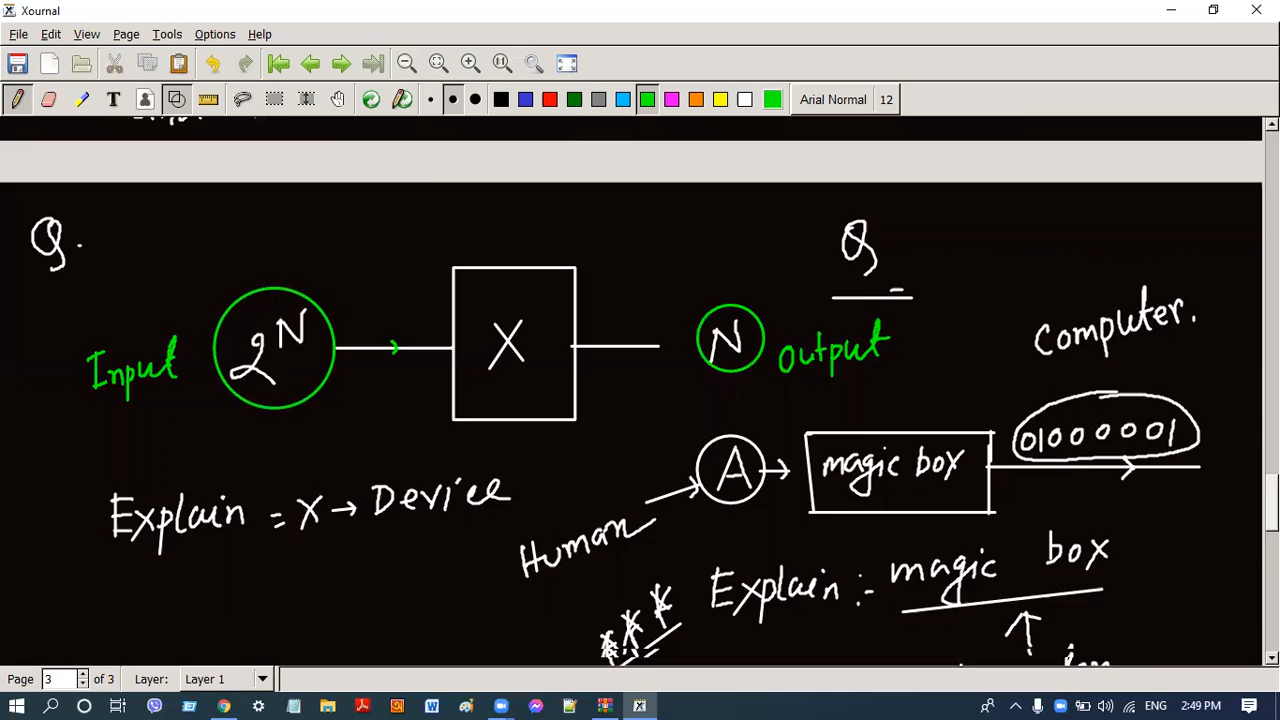 Xournal
File Edit View Page Tools Options Help
T Arial Normal 12
Q.
Q
Input 2^N X N Output
Computer.
Human A magic box 01000001
Explain = X → Device
Explain :- magic box
Page 3 of 3 Layer: Layer 1
ENG 2:49 PM